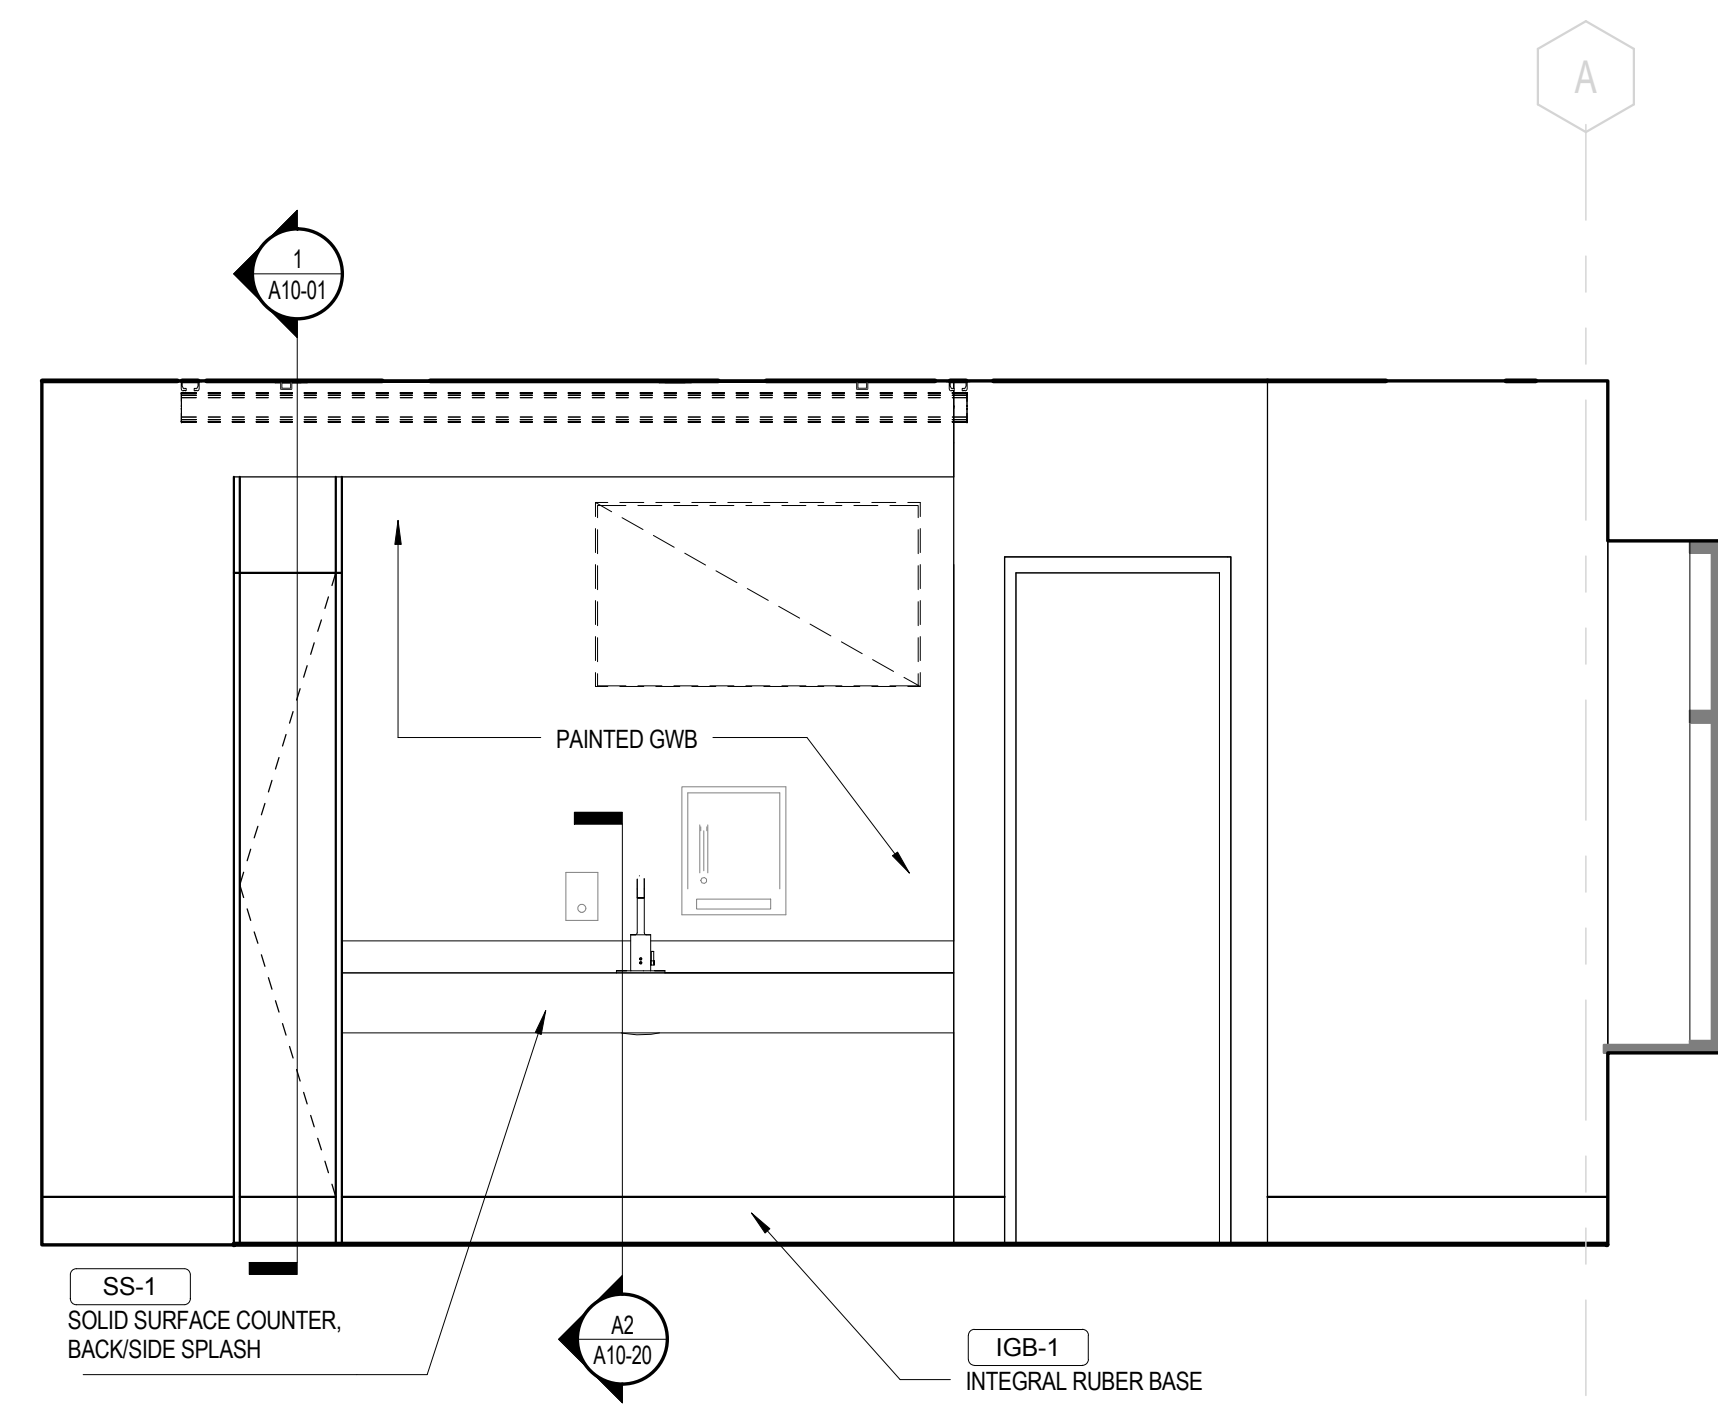 A
1
A10-01
PAINTED GWB
SS-1
SOLID SURFACE COUNTER,
BACK/SIDE SPLASH
A2
A10-20
IGB-1
INTEGRAL RUBER BASE